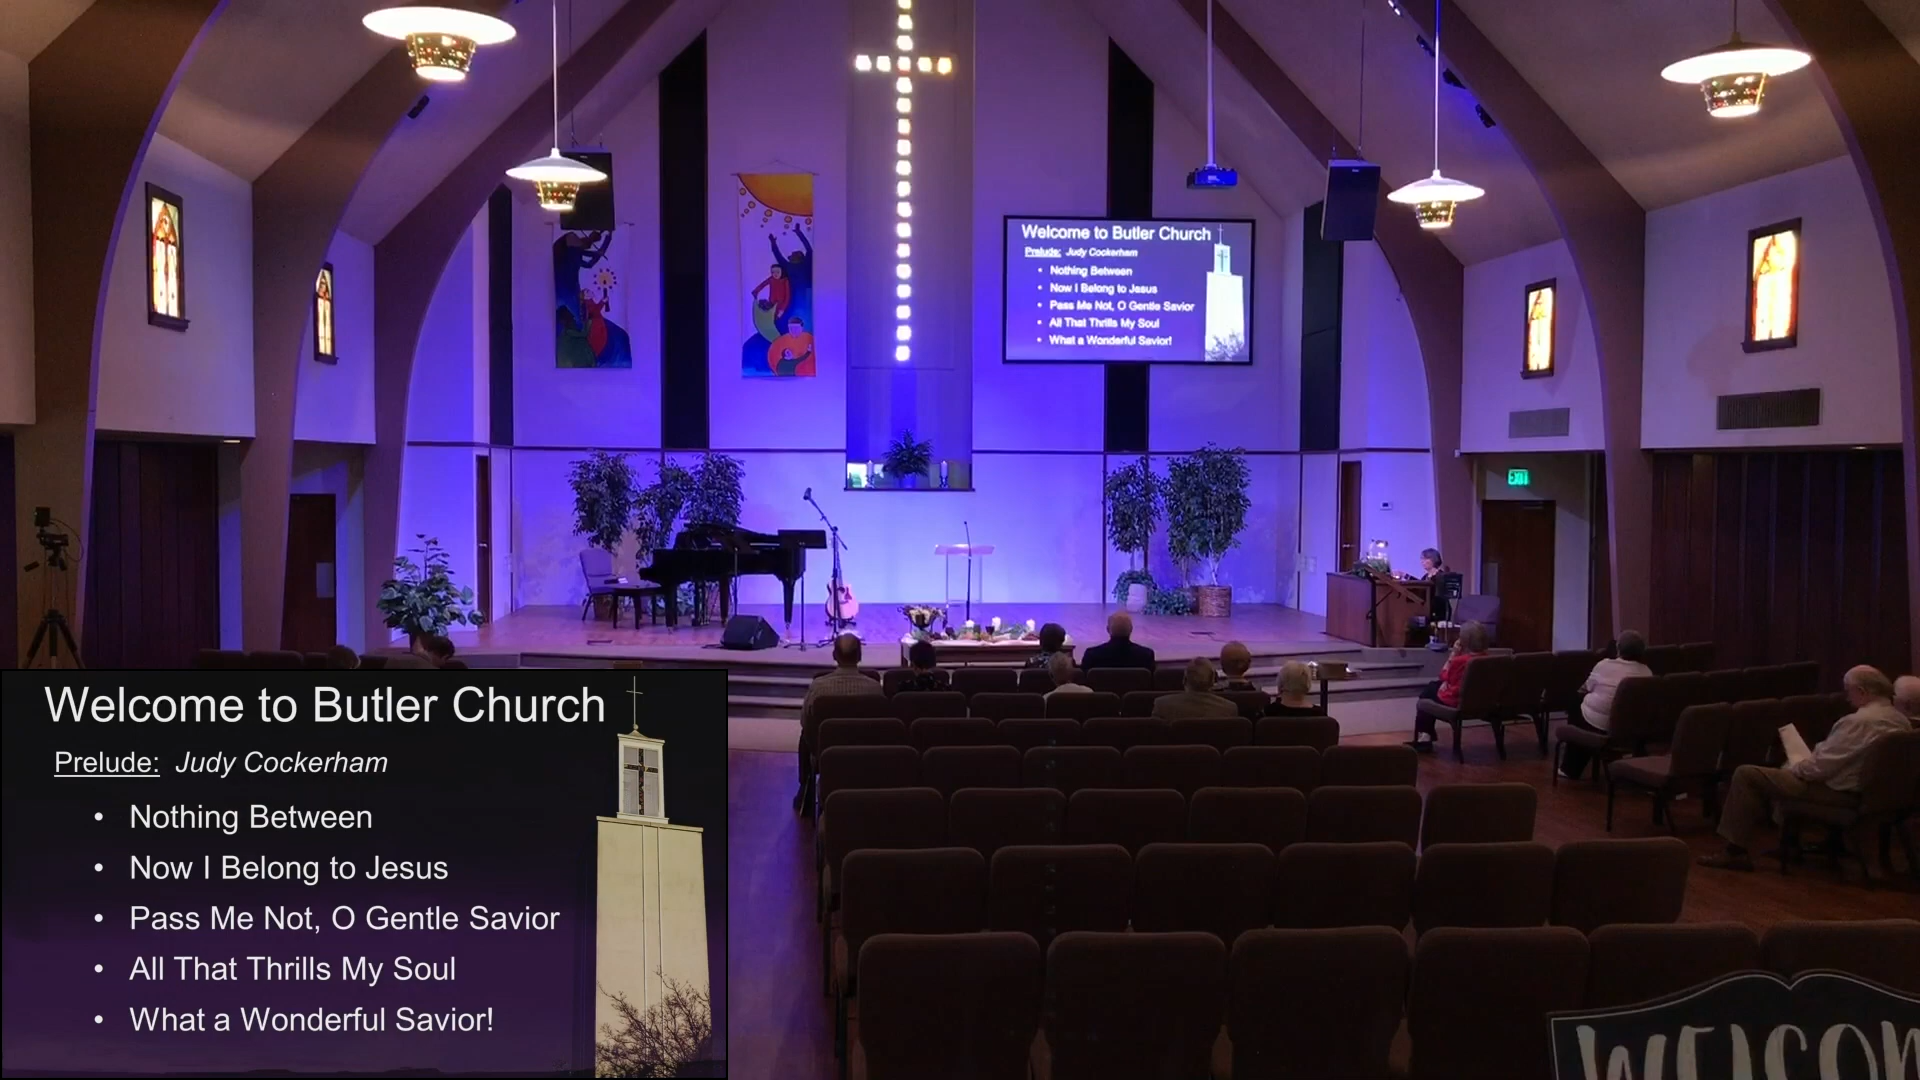 Welcome to Butler Church
Prelude: Judy Cockerham
• Nothing Between
• Now I Belong to Jesus
• Pass Me Not, O Gentle Savior
• All That Thrills My Soul
• What a Wonderful Savior!
EXIT
Welcome to Butler Church
Prelude: Judy Cockerham
• Nothing Between
• Now I Belong to Jesus
• Pass Me Not, O Gentle Savior
• All That Thrills My Soul
• What a Wonderful Savior!
WELCOM